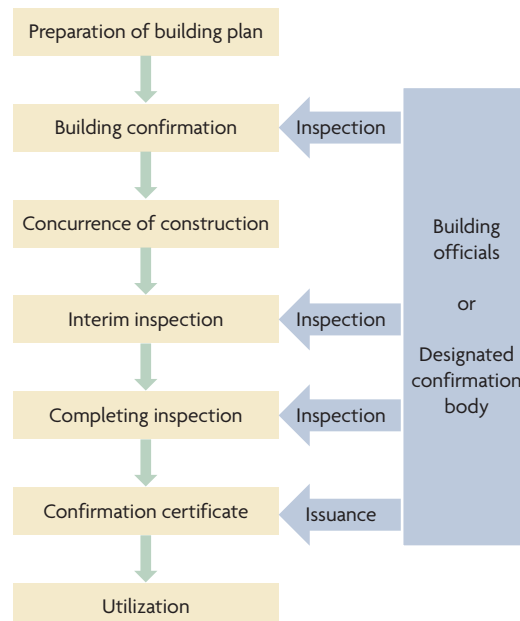 Preparation of building plan
Building confirmation
Inspection
Concurrence of construction
Interim inspection
Inspection
Completing inspection
Inspection
Confirmation certificate
Issuance
Utilization
Building
officials
or
Designated
confirmation
body